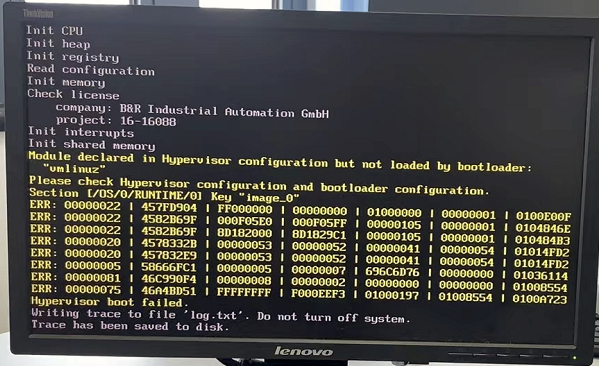 ThinkVision
Init CPU
Init heap
Init registry
Read configuration
Init memory
Check license
company: B&R Industrial Automation GmbH
project: 16-16088
Init interrupts
Init shared memory
Module declared in Hypervisor configuration but not loaded by bootloader:
"vmlinuz"
Please check Hypervisor configuration and bootloader configuration.
Section [/OS/0/RUNTIME/0] Key "image_0"
ERR: 00000022 | 457FD904 | FF000000 | 00000000 | 01000000 | 00000001 | 0100E00F
ERR: 00000022 | 4582B69F | 000F05E0 | 000F05FF | 00000105 | 00000001 | 0104846E
ERR: 00000022 | 4582B69F | 8D182000 | 8D1829C1 | 00000105 | 00000001 | 010484B3
ERR: 00000020 | 4578332B | 00000053 | 00000052 | 00000041 | 00000054 | 01014FD2
ERR: 00000020 | 457832E9 | 00000053 | 00000052 | 00000041 | 00000054 | 01014FD2
ERR: 00000005 | 58666FC1 | 00000005 | 00000007 | 696C6D76 | 00000000 | 01036114
ERR: 00000081 | 46C990F4 | 00000008 | 00000002 | 00000000 | 00000000 | 01008554
ERR: 00000075 | 46A4BD51 | FFFFFFFF | F000EEF3 | 01000197 | 01008554 | 0100A723
Hypervisor boot failed.
Writing trace to file 'log.txt'. Do not turn off system.
Trace has been saved to disk.
lenovo